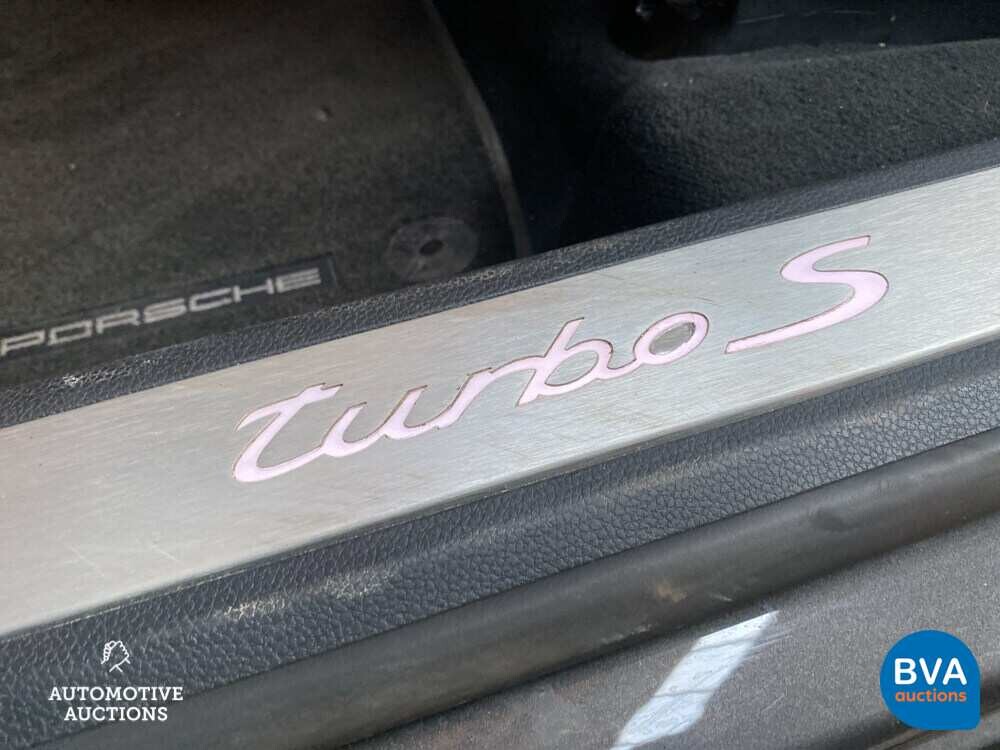 PORSCHE
turbo S
AUTOMOTIVE
AUCTIONS
BVA
auctions